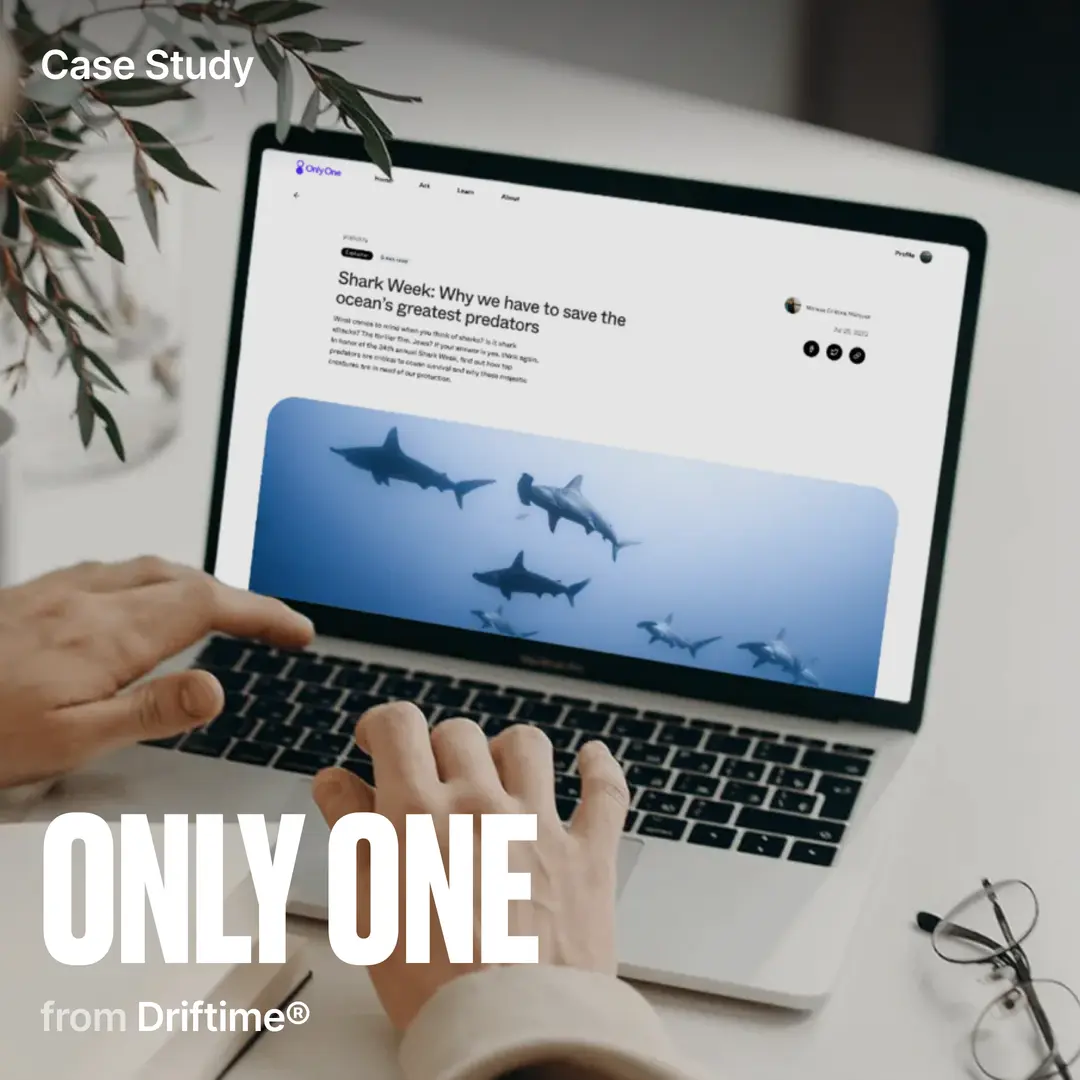 Case Study
Only One
Home
Act
Learn
About
Profile
Explainer
5 min read
Shark Week: Why we have to save the
ocean's greatest predators
What comes to mind when you think of sharks? Is it shark
attacks? The thriller film, Jaws? If your answer is yes, think again.
In honor of the 34th annual Shark Week, find out how top
predators are critical to ocean survival and why these majestic
creatures are in need of our protection.
Jul 25, 2022
ONLY ONE
from Driftime®